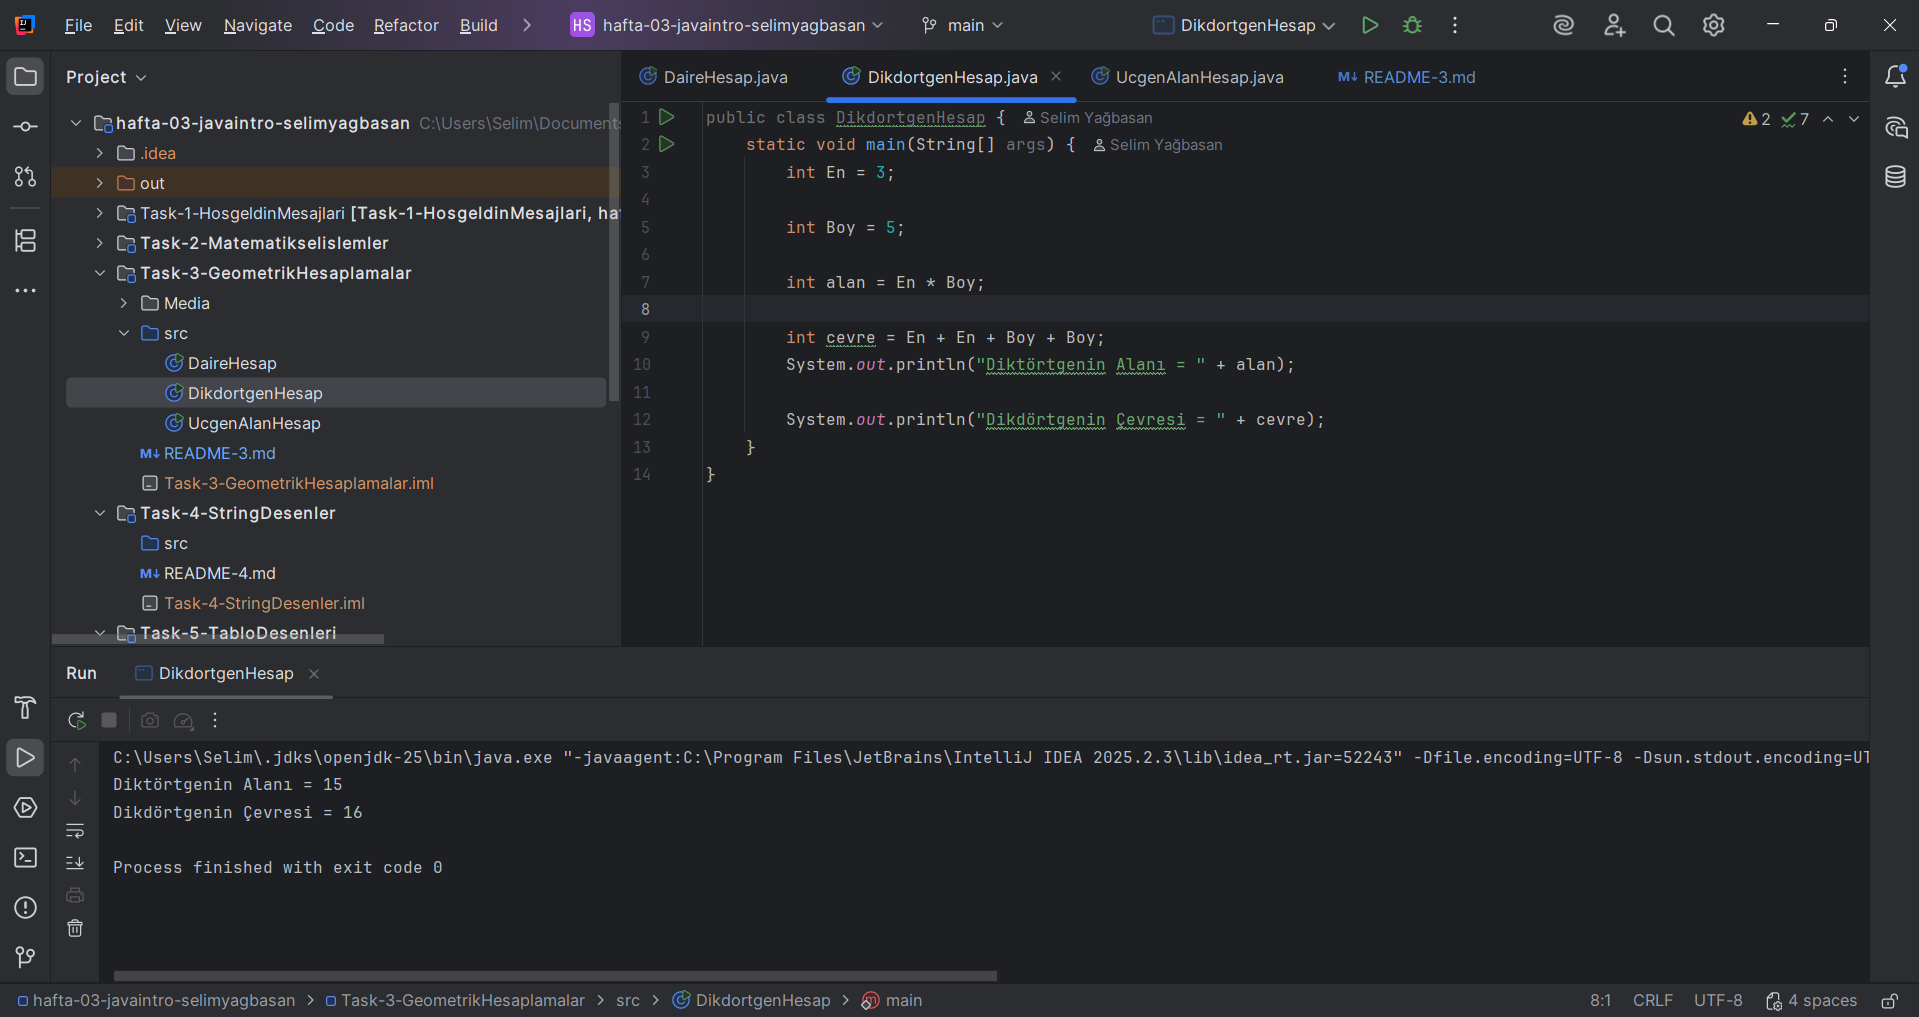 File Edit View Navigate Code Refactor Build HS hafta-03-javaintro-selimyagbasan main DikdortgenHesap
Project
DaireHesap.java DikdortgenHesap.java UcgenAlanHesap.java README-3.md
hafta-03-javaintro-selimyagbasan C:\Users\Selim\Documents
.idea
out
Task-1-HosgeldinMesajlari [Task-1-HosgeldinMesajlari, ha
Task-2-Matematikselislemler
Task-3-GeometrikHesaplamalar
Media
src
DaireHesap
DikdortgenHesap
UcgenAlanHesap
README-3.md
Task-3-GeometrikHesaplamalar.iml
Task-4-StringDesenler
src
README-4.md
Task-4-StringDesenler.iml
Task-5-TabloDesenleri
1 public class DikdortgenHesap { Selim Yağbasan
2 static void main(String[] args) { Selim Yağbasan
3 int En = 3;
4
5 int Boy = 5;
6
7 int alan = En * Boy;
8
9 int cevre = En + En + Boy + Boy;
10 System.out.println("Diktörtgenin Alanı = " + alan);
11
12 System.out.println("Dikdörtgenin Çevresi = " + cevre);
13 }
14 }
2 7
Run DikdortgenHesap
C:\Users\Selim\.jdks\openjdk-25\bin\java.exe "-javaagent:C:\Program Files\JetBrains\IntelliJ IDEA 2025.2.3\lib\idea_rt.jar=52243" -Dfile.encoding=UTF-8 -Dsun.stdout.encoding=UT
Diktörtgenin Alanı = 15
Dikdörtgenin Çevresi = 16
Process finished with exit code 0
hafta-03-javaintro-selimyagbasan > Task-3-GeometrikHesaplamalar > src > DikdortgenHesap > main 8:1 CRLF UTF-8 4 spaces